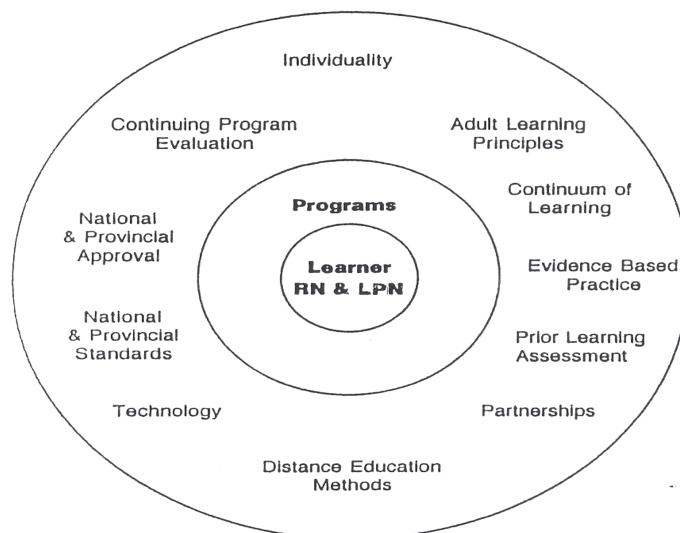 Individuality
Continuing Program
Evaluation
Adult Learning
Principles
Continuum of
Learning
Programs
National
& Provincial
Approval
Learner
RN & LPN
Evidence Based
Practice
National
& Provincial
Standards
Prior Learning
Assessment
Technology
Partnerships
Distance Education
Methods